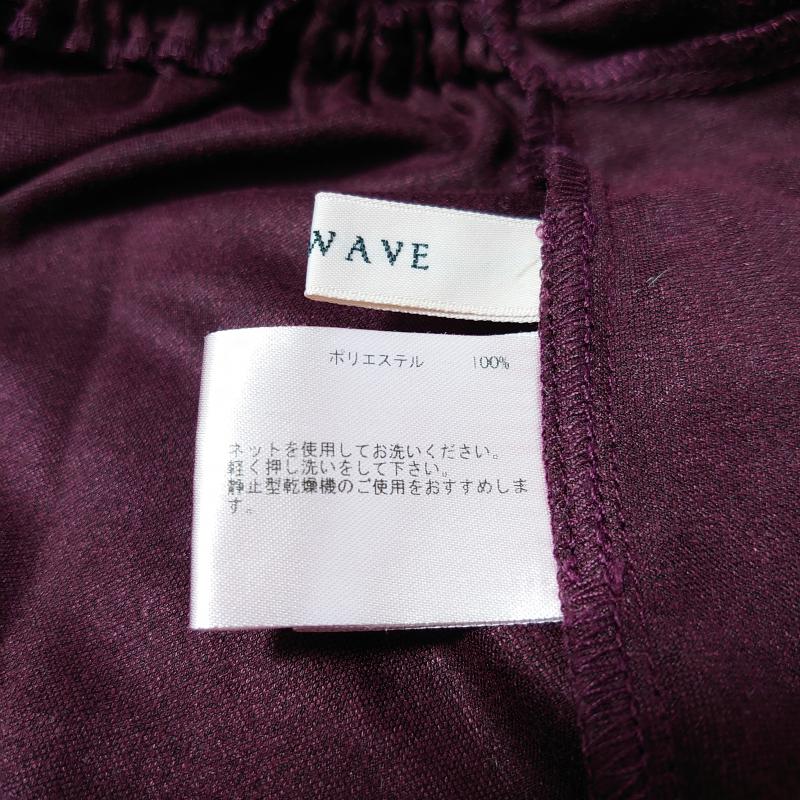 WAVE
ポリエステル 100%
ネットを使用してお洗いください。
軽く押し洗いをして下さい。
静止型乾燥機のご使用をおすすめしま
す。